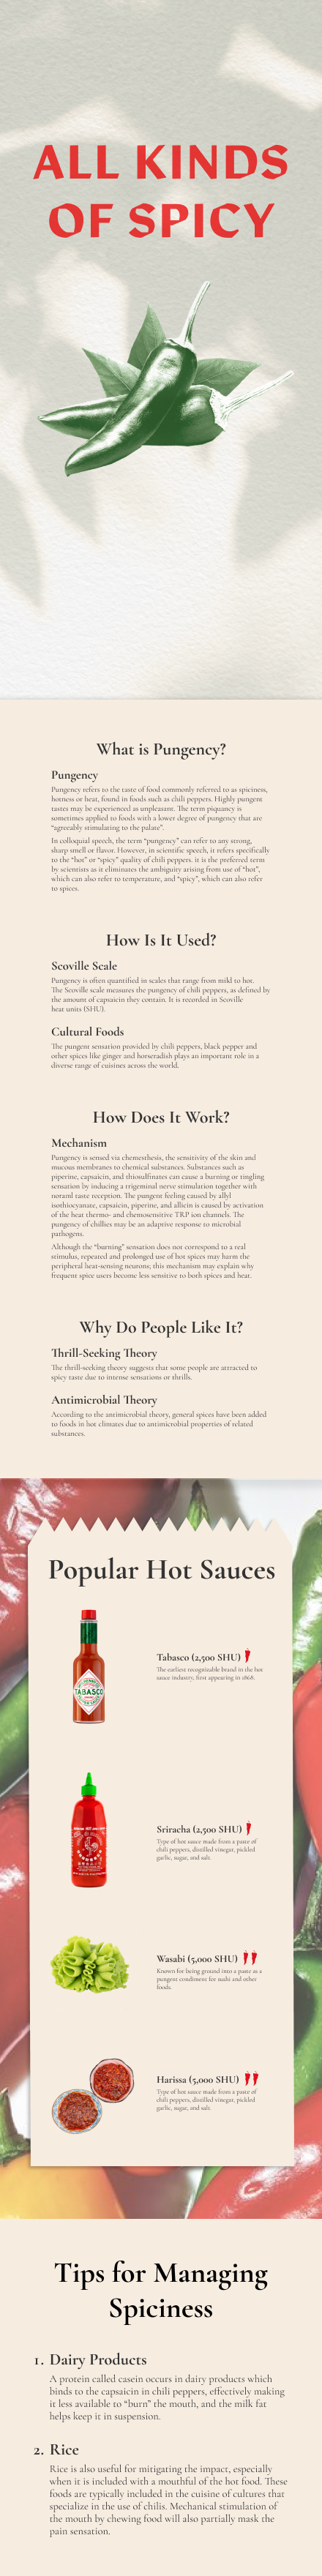 ALL KINDS
OF SPICY
What is Pungency?
Pungency
Pungency refers to the taste of food commonly referred to as spiciness,
hotness or heat, found in foods such as chili peppers. Highly pungent
tastes may be experienced as unpleasant. The term piquancy is
sometimes applied to foods with a lower degree of pungency that are
"agreeably stimulating to the palate".
In colloquial speech, the term "pungency" can refer to any strong,
sharp smell or flavor. However, in scientific speech, it refers specifically
to the "hot" or "spicy" quality of chili peppers. it is the preferred term
by scientists as it eliminates the ambiguity arising from use of "hot",
which can also refer to temperature, and "spicy", which can also refer
to spices.
How Is It Used?
Scoville Scale
Pungency is often quantified in scales that range from mild to hot.
The Scoville scale measures the pungency of chili peppers, as defined by
the amount of capsaicin they contain. It is recorded in Scoville
heat units (SHU).
Cultural Foods
The pungent sensation provided by chili peppers, black pepper and
other spices like ginger and horseradish plays an important role in a
diverse range of cuisines across the world.
How Does It Work?
Mechanism
Pungency is sensed via chemesthesis, the sensitivity of the skin and
mucous membranes to chemical substances. Substances such as
piperine, capsaicin, and thiosulfinates can cause a burning or tingling
sensation by inducing a trigeminal nerve stimulation together with
normal taste reception. The pungent feeling caused by allyl
isothiocyanate, capsaicin, piperine, and allicin is caused by activation
of the heat thermo- and chemosensitive TRP ion channels. The
pungency of chillies may be an adaptive response to microbial
pathogens.
Although the "burning" sensation does not correspond to a real
stimulus, repeated and prolonged use of hot spices may harm the
peripheral heat-sensing neurons; this mechanism may explain why
frequent spice users become less sensitive to both spices and heat.
Why Do People Like It?
Thrill-Seeking Theory
The thrill-seeking theory suggests that some people are attracted to
spicy taste due to intense sensations or thrills.
Antimicrobial Theory
According to the antimicrobial theory, general spices have been added
to foods in hot climates due to antimicrobial properties of related
substances.
Popular Hot Sauces
TABASCO
Tabasco (2,500 SHU)
The earliest recognizable brand in the hot
sauce industry, first appearing in 1868.
Sriracha (2,500 SHU)
Type of hot sauce made from a paste of
chili peppers, distilled vinegar, pickled
garlic, sugar, and salt.
Wasabi (5,000 SHU)
Known for being ground into a paste as a
pungent condiment for sushi and other
foods.
Harissa (5,000 SHU)
Type of hot sauce made from a paste of
chili peppers, distilled vinegar, pickled
garlic, sugar, and salt.
Tips for Managing
Spiciness
1. Dairy Products
A protein called casein occurs in dairy products which
binds to the capsaicin in chili peppers, effectively making
it less available to "burn" the mouth, and the milk fat
helps keep it in suspension.
2. Rice
Rice is also useful for mitigating the impact, especially
when it is included with a mouthful of the hot food. These
foods are typically included in the cuisine of cultures that
specialize in the use of chilis. Mechanical stimulation of
the mouth by chewing food will also partially mask the
pain sensation.